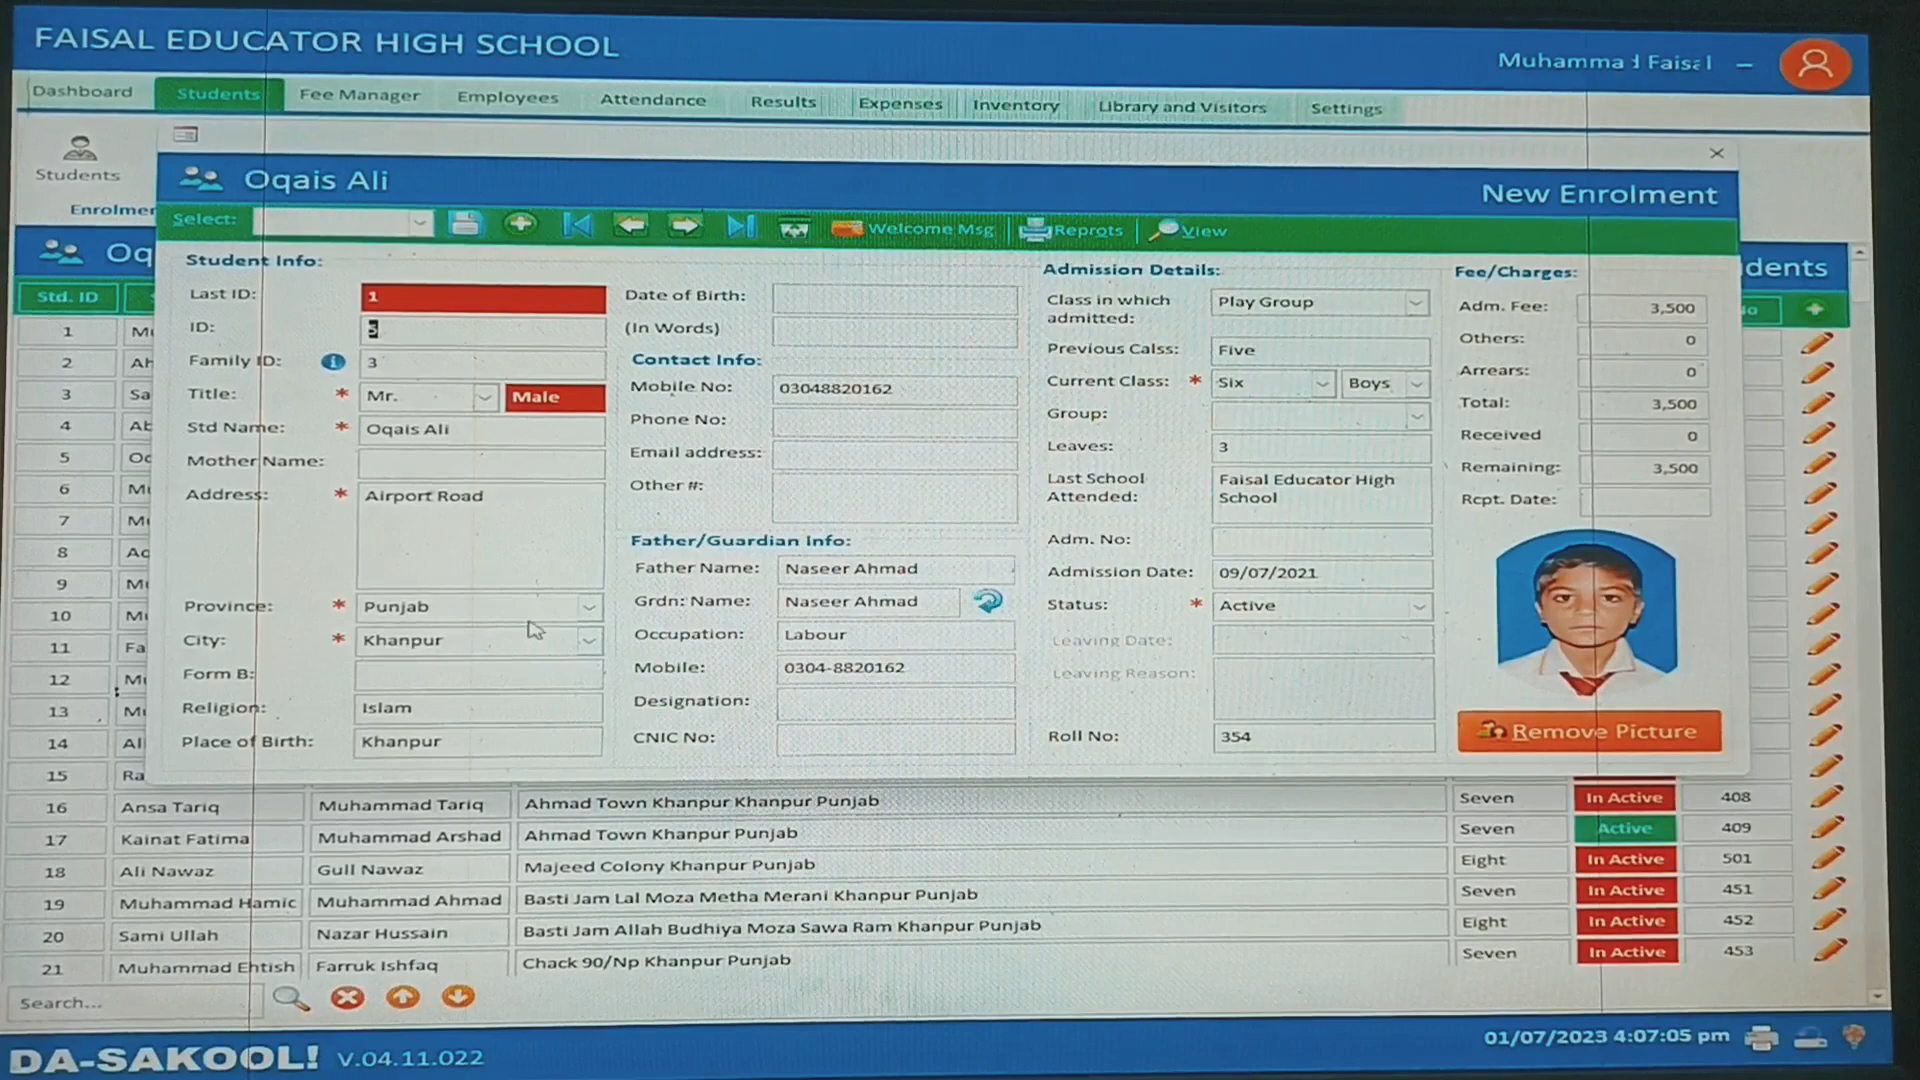 FAISAL EDUCATOR HIGH SCHOOL
Muhammad Faisal
Dashboard Students Fee Manager Employees Attendance Results Expenses Inventory Library and Visitors Settings
Students
Enrolmen
Oqais Ali
New Enrolment
Select: Welcome Msg Reprots View
Oq
dents
Std. ID
Student Info:
Last ID: 1
ID: 5
Family ID: 3
Title: * Mr. Male
Std Name: * Oqais Ali
Mother Name:
Address: * Airport Road
Province: * Punjab
City: * Khanpur
Form B:
Religion: Islam
Place of Birth: Khanpur
Date of Birth:
(In Words)
Contact Info:
Mobile No: 03048820162
Phone No:
Email address:
Other #:
Father/Guardian Info:
Father Name: Naseer Ahmad
Grdn: Name: Naseer Ahmad
Occupation: Labour
Mobile: 0304-8820162
Designation:
CNIC No:
Admission Details:
Class in which admitted: Play Group
Previous Calss: Five
Current Class: * Six Boys
Group:
Leaves: 3
Last School Attended: Faisal Educator High School
Adm. No:
Admission Date: 09/07/2021
Status: * Active
Leaving Date:
Leaving Reason:
Roll No: 354
Fee/Charges:
Adm. Fee: 3,500
Others: 0
Arrears: 0
Total: 3,500
Received 0
Remaining: 3,500
Rcpt. Date:
Remove Picture
1
2
3 Sa
4
5
6
7
8
9
10
11 Fa
12
13
14
15 Ra
16 Ansa Tariq Muhammad Tariq Ahmad Town Khanpur Khanpur Punjab Seven In Active 408
17 Kainat Fatima Muhammad Arshad Ahmad Town Khanpur Punjab Seven Active 409
18 Ali Nawaz Gull Nawaz Majeed Colony Khanpur Punjab Eight In Active 501
19 Muhammad Hamic Muhammad Ahmad Basti Jam Lal Moza Metha Merani Khanpur Punjab Seven In Active 451
20 Sami Ullah Nazar Hussain Basti Jam Allah Budhiya Moza Sawa Ram Khanpur Punjab Eight In Active 452
21 Muhammad Ehtish Farruk Ishfaq Chack 90/Np Khanpur Punjab Seven In Active 453
Search...
01/07/2023 4:07:05 pm
DA-SAKOOL! V.04.11.022